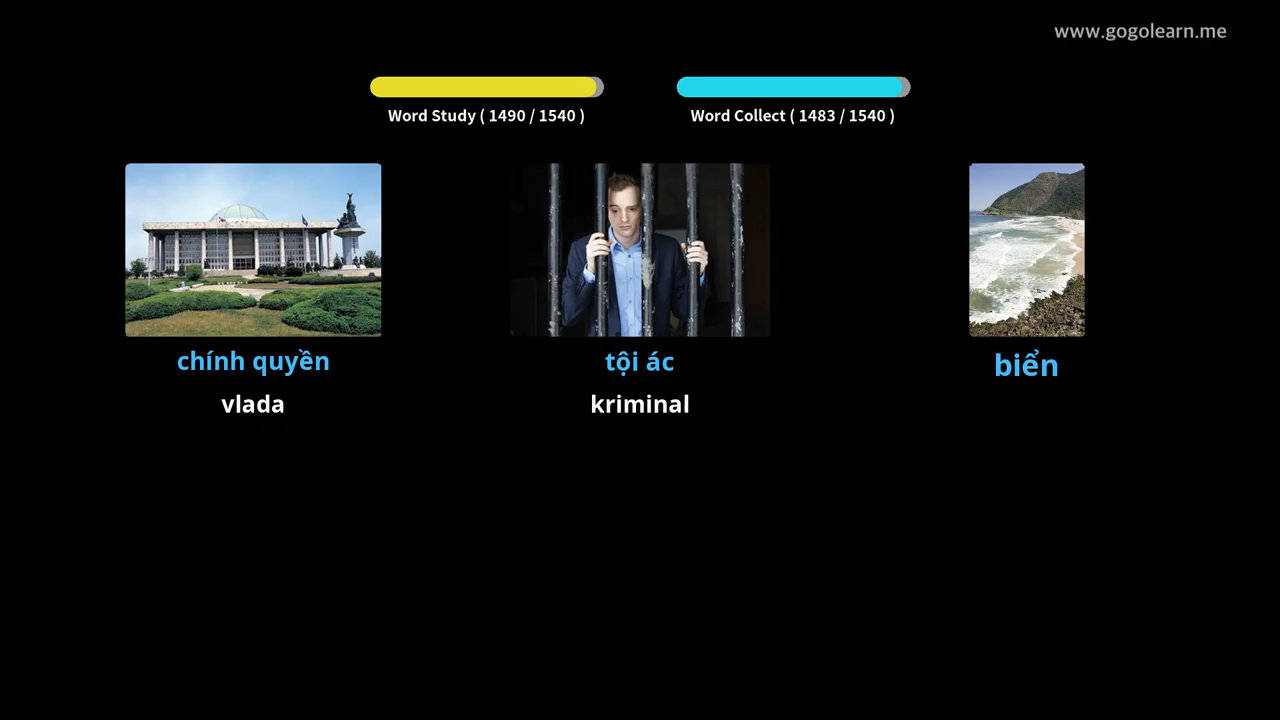 www.gogolearn.me
Word Study ( 1490 / 1540 )
Word Collect ( 1483 / 1540 )
chính quyền
tội ác
biển
vlada
kriminal